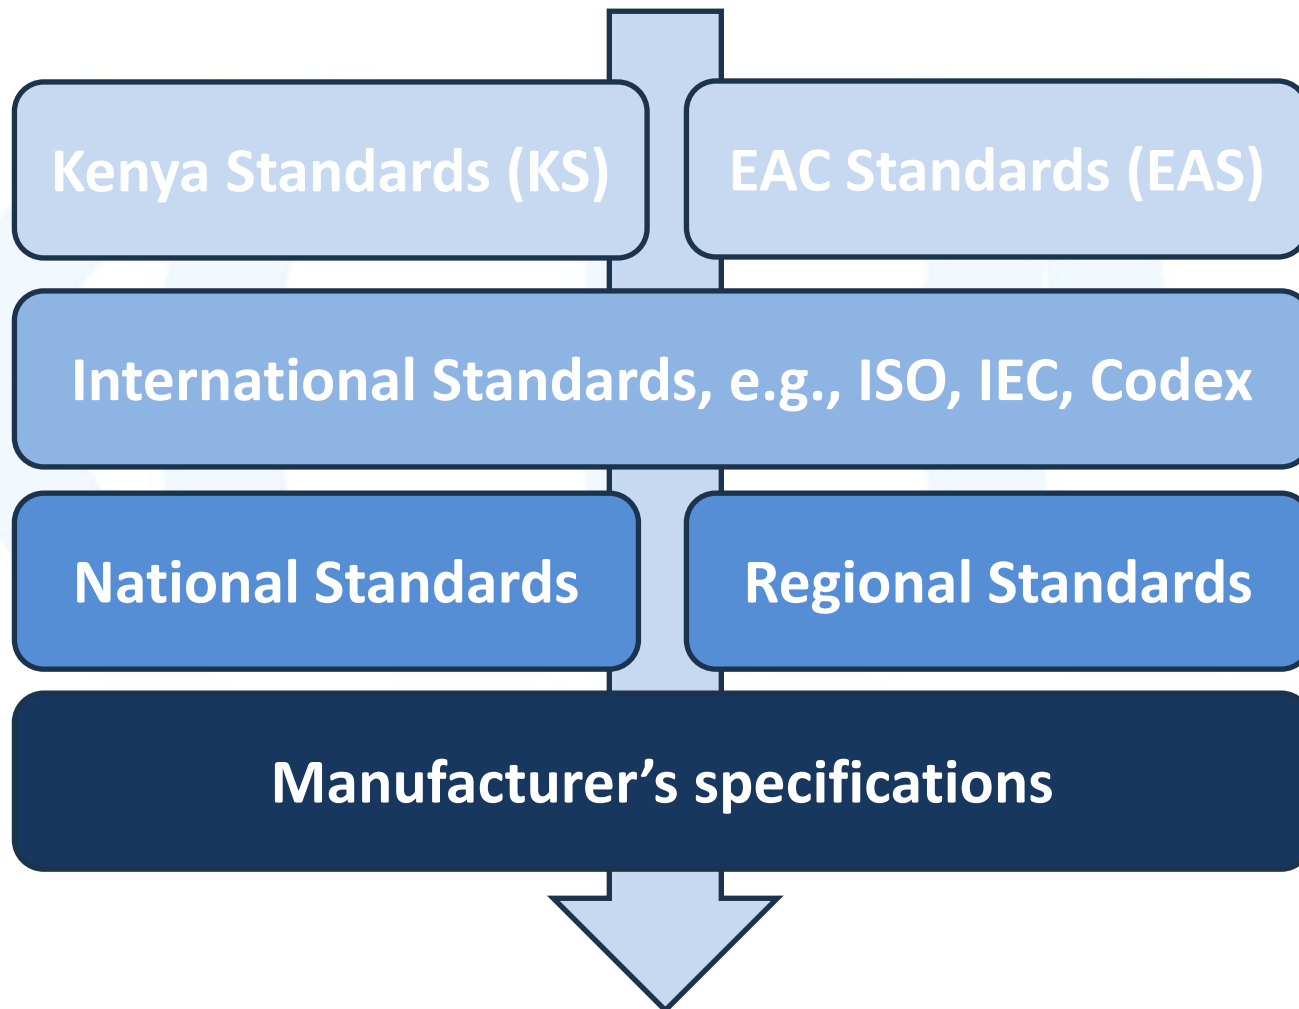 Kenya Standards (KS)
EAC Standards (EAS)
International Standards, e.g., ISO, IEC, Codex
National Standards
Regional Standards
Manufacturer’s specifications